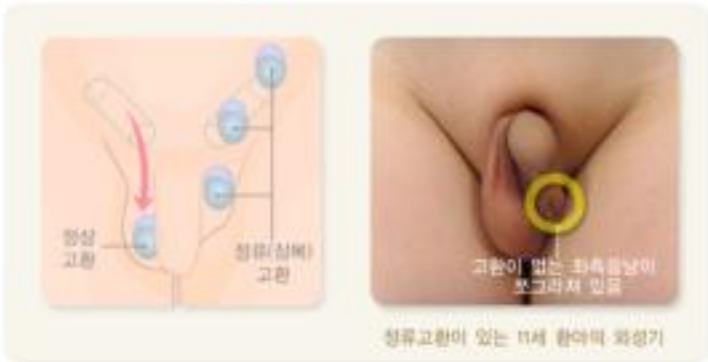 정상
고환
정류(잠복)
고환
고환이 없는 좌측음낭이
쪼그라져 있음
정류고환이 있는 11세 환아의 외성기